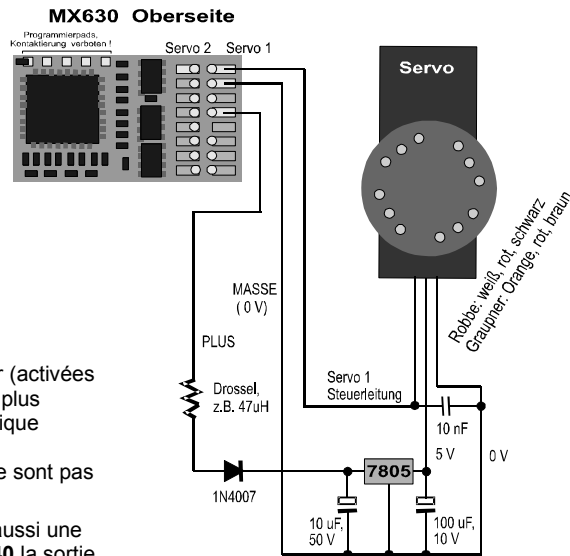 MX630 Oberseite
Programmierpads,
Kontaktierung verboten !
Servo 2 Servo 1
Servo
Robbe: weiß, rot, schwarz
Graupner: Orange, rot, braun
MASSE
( 0 V)
PLUS
r (activées
plus
ique
Drossel,
z.B. 47uH
Servo 1
Steuerleitung
10 nF
5 V
0 V
e sont pas
7805
1N4007
10 uF,
50 V
100 uF,
10 V
aussi une
40 la sortie